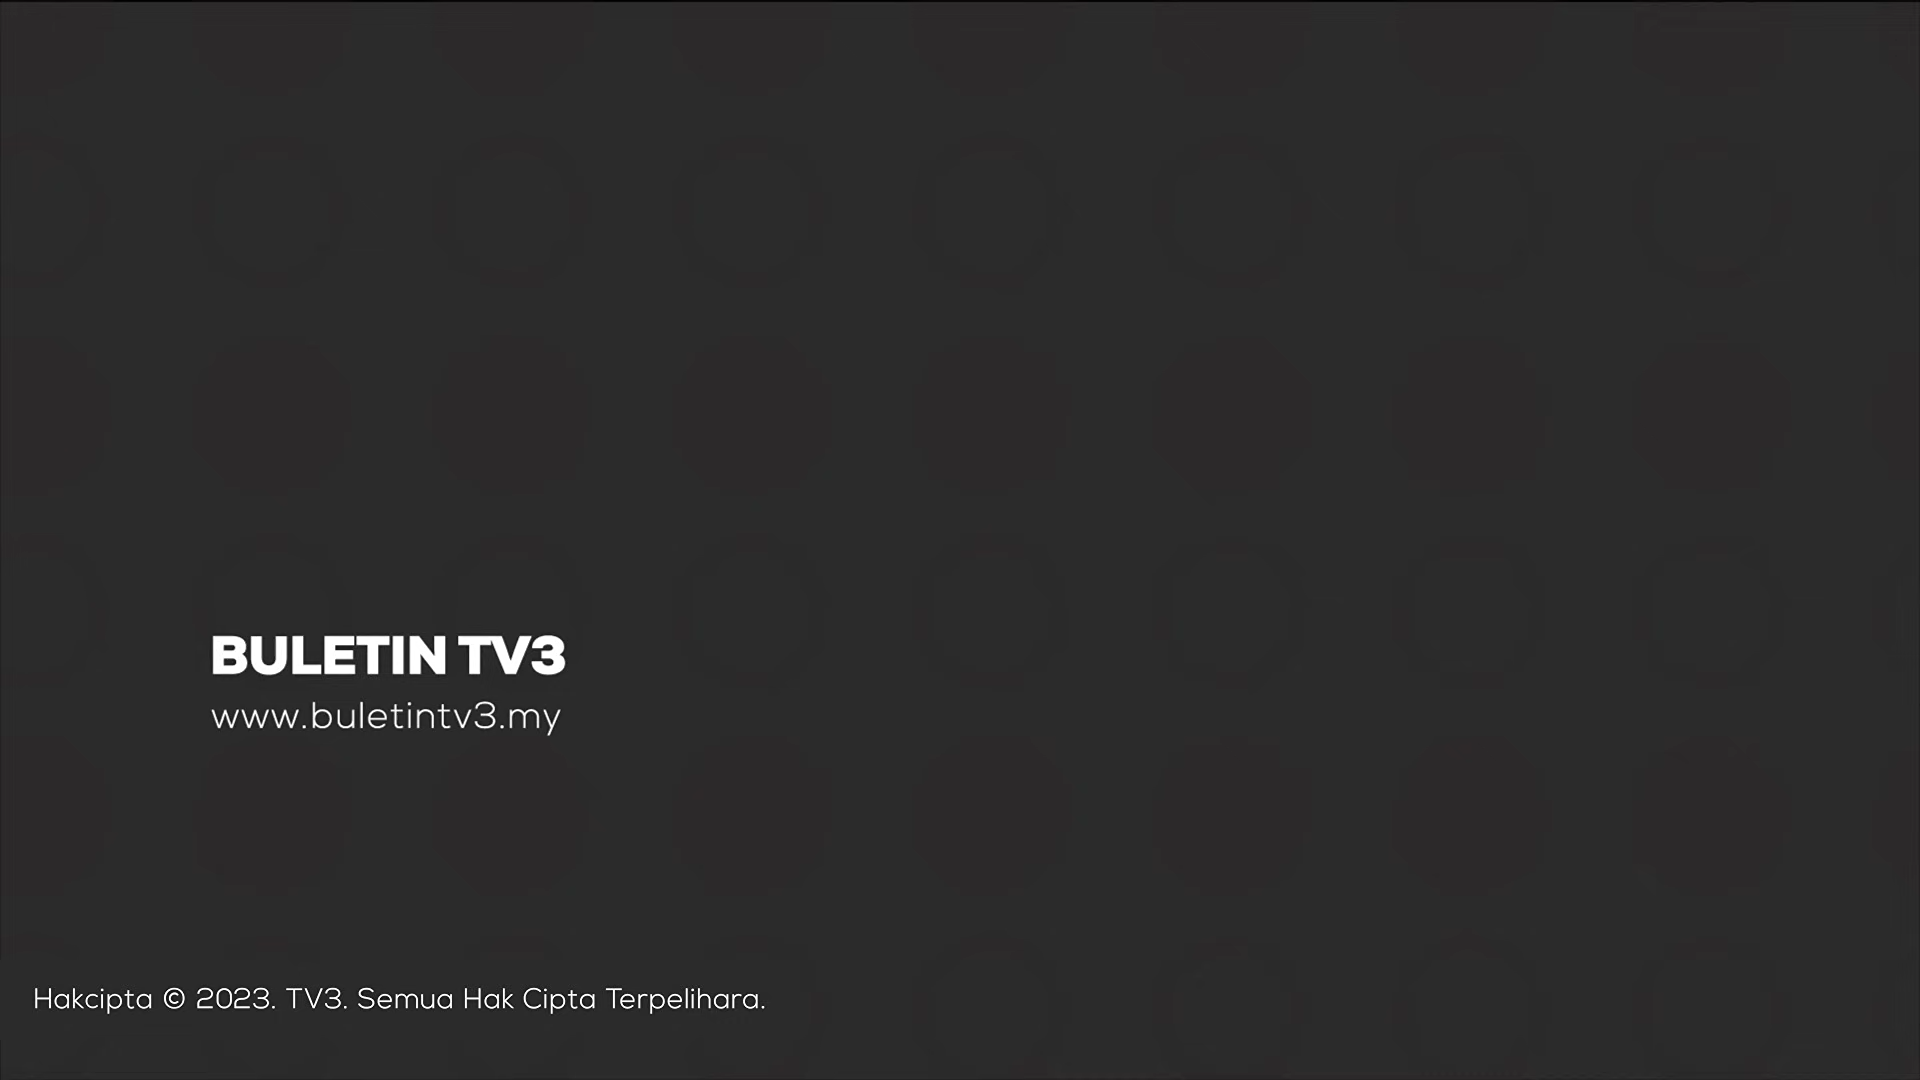 BULETIN TV3
www.buletintv3.my
Hakcipta © 2023. TV3. Semua Hak Cipta Terpelihara.